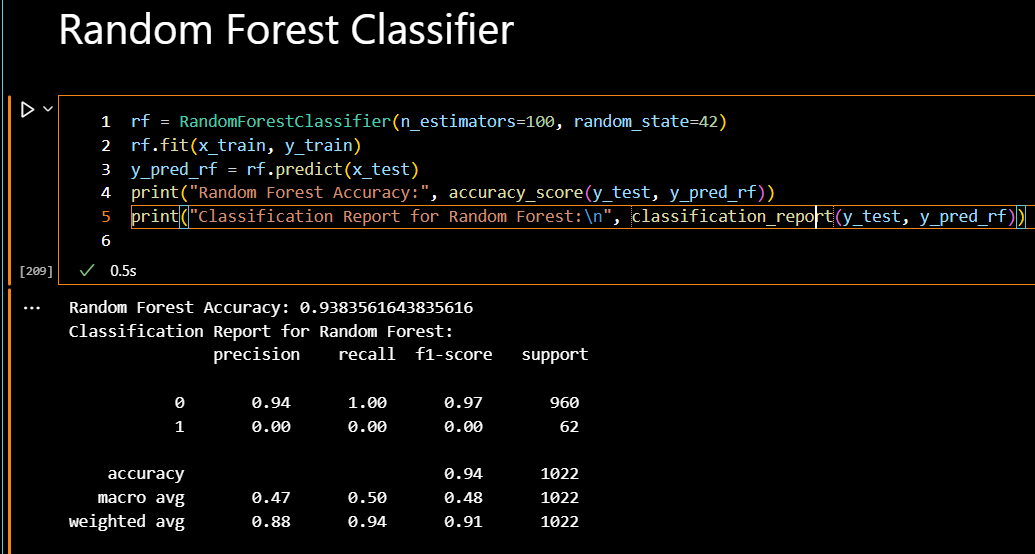 Random Forest Classifier
1 rf = RandomForestClassifier(n_estimators=100, random_state=42)
2 rf.fit(x_train, y_train)
3 y_pred_rf = rf.predict(x_test)
4 print("Random Forest Accuracy:", accuracy_score(y_test, y_pred_rf))
5 print("Classification Report for Random Forest:\n", classification_report(y_test, y_pred_rf))
6
[209] ✓ 0.5s
... Random Forest Accuracy: 0.9383561643835616
Classification Report for Random Forest:
precision recall f1-score support
0 0.94 1.00 0.97 960
1 0.00 0.00 0.00 62
accuracy 0.94 1022
macro avg 0.47 0.50 0.48 1022
weighted avg 0.88 0.94 0.91 1022